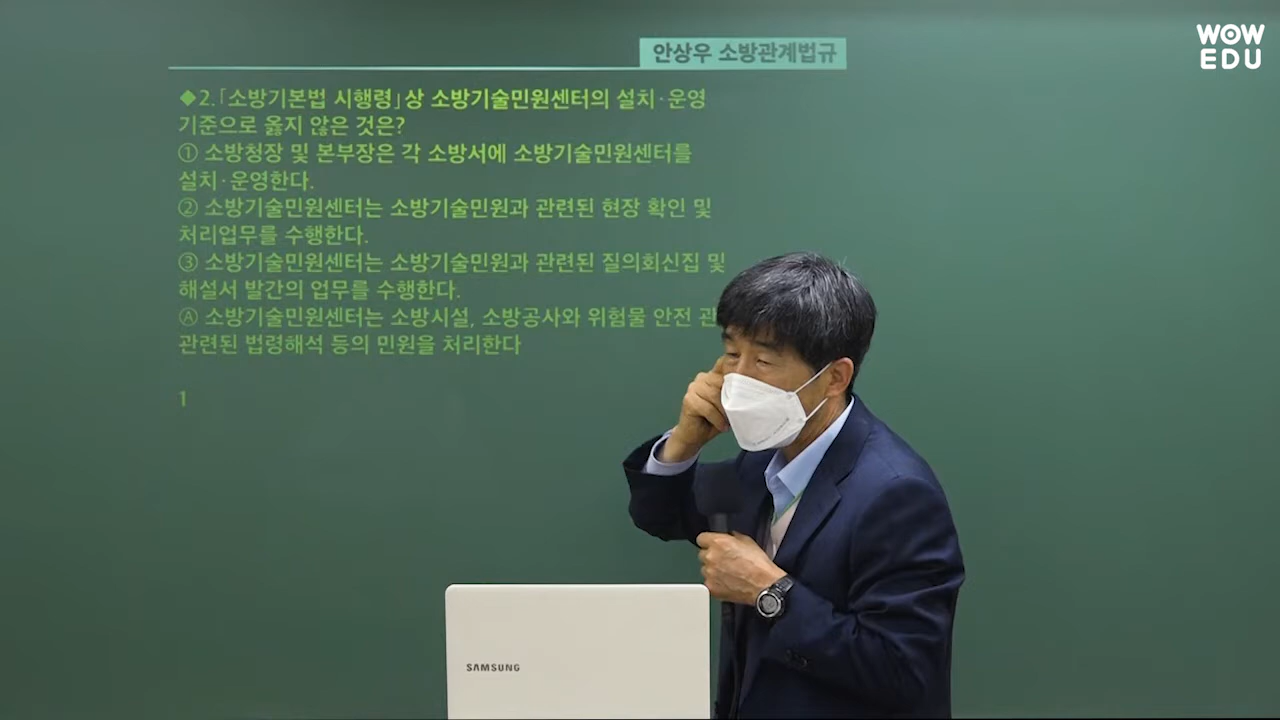 WOW
EDU
안상우 소방관계법규
◆2.「소방기본법 시행령」상 소방기술민원센터의 설치·운영
기준으로 옳지 않은 것은?
① 소방청장 및 본부장은 각 소방서에 소방기술민원센터를
설치·운영한다.
② 소방기술민원센터는 소방기술민원과 관련된 현장 확인 및
처리업무를 수행한다.
③ 소방기술민원센터는 소방기술민원과 관련된 질의회신집 및
해설서 발간의 업무를 수행한다.
Ⓐ 소방기술민원센터는 소방시설, 소방공사와 위험물 안전
관련된 법령해석 등의 민원을 처리한다
1
SAMSUNG